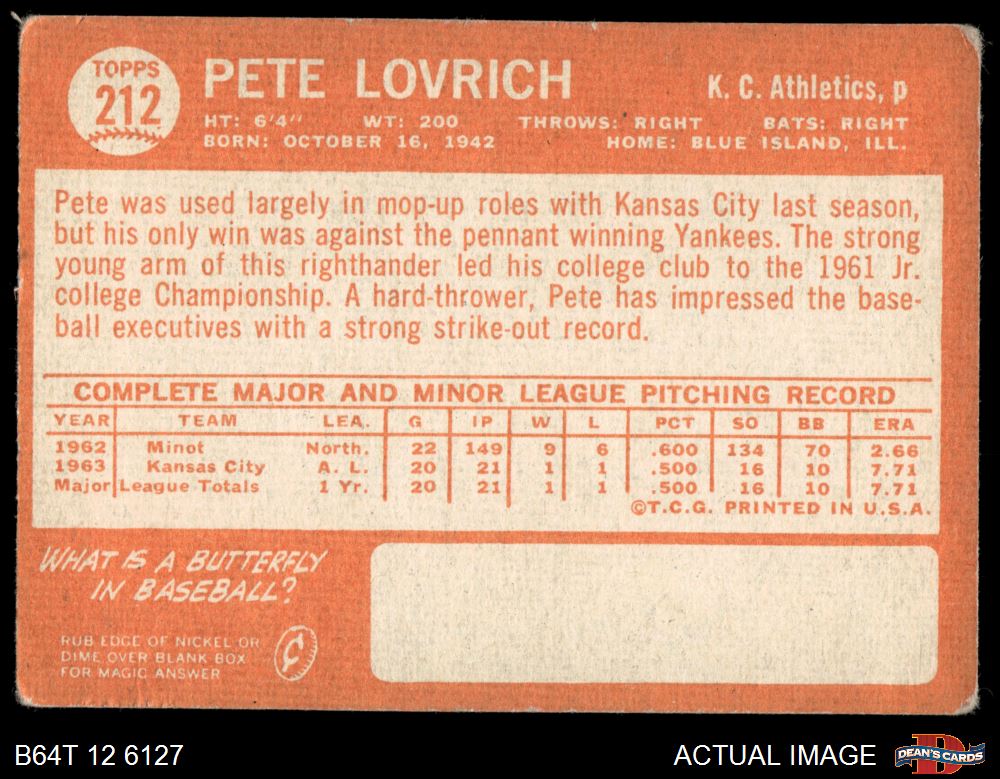 TOPPS
212
PETE LOVRICH
K. C. Athletics, p
HT: 6'4" WT: 200 THROWS: RIGHT BATS: RIGHT
BORN: OCTOBER 16, 1942 HOME: BLUE ISLAND, ILL.
Pete was used largely in mop-up roles with Kansas City last season,
but his only win was against the pennant winning Yankees. The strong
young arm of this righthander led his college club to the 1961 Jr.
college Championship. A hard-thrower, Pete has impressed the base-
ball executives with a strong strike-out record.
COMPLETE MAJOR AND MINOR LEAGUE PITCHING RECORD
YEAR TEAM LEA. G IP W L PCT SO BB ERA
1962 Minot North. 22 149 9 6 .600 134 70 2.66
1963 Kansas City A. L. 20 21 1 1 .500 16 10 7.71
Major League Totals 1 Yr. 20 21 1 1 .500 16 10 7.71
©T.C.G. PRINTED IN U.S.A.
WHAT IS A BUTTERFLY
IN BASEBALL?
RUB EDGE OF NICKEL OR
DIME OVER BLANK BOX
FOR MAGIC ANSWER
¢
B64T 12 6127
ACTUAL IMAGE
D
DEAN'S CARDS